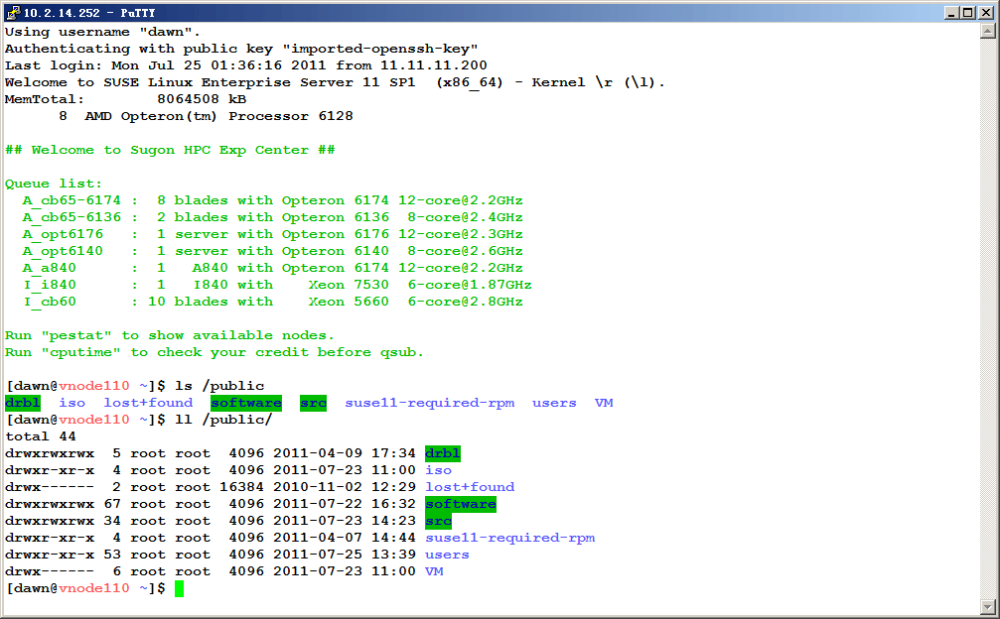 10.2.14.252 - PuTTY
Using username "dawn".
Authenticating with public key "imported-openssh-key"
Last login: Mon Jul 25 01:36:16 2011 from 11.11.11.200
Welcome to SUSE Linux Enterprise Server 11 SP1  (x86_64) - Kernel \r (\l).
MemTotal:        8064508 kB
      8  AMD Opteron(tm) Processor 6128
## Welcome to Sugon HPC Exp Center ##
Queue list:
  A_cb65-6174 :  8 blades with Opteron 6174 12-core@2.2GHz
  A_cb65-6136 :  2 blades with Opteron 6136  8-core@2.4GHz
  A_opt6176   :  1 server with Opteron 6176 12-core@2.3GHz
  A_opt6140   :  1 server with Opteron 6140  8-core@2.6GHz
  A_a840      :  1   A840 with Opteron 6174 12-core@2.2GHz
  I_i840      :  1   I840 with    Xeon 7530  6-core@1.87GHz
  I_cb60      : 10 blades with    Xeon 5660  6-core@2.8GHz
Run "pestat" to show available nodes.
Run "cputime" to check your credit before qsub.
[dawn@vnode110 ~]$ ls /public
drbl  iso  lost+found  software  src  suse11-required-rpm  users  VM
[dawn@vnode110 ~]$ ll /public/
total 44
drwxrwxrwx  5 root root  4096 2011-04-09 17:34 drbl
drwxr-xr-x  4 root root  4096 2011-07-23 11:00 iso
drwx------  2 root root 16384 2010-11-02 12:29 lost+found
drwxrwxrwx 67 root root  4096 2011-07-22 16:32 software
drwxrwxrwx 34 root root  4096 2011-07-23 14:23 src
drwxr-xr-x  4 root root  4096 2011-04-07 14:44 suse11-required-rpm
drwxr-xr-x 53 root root  4096 2011-07-25 13:39 users
drwx------  6 root root  4096 2011-07-23 11:00 VM
[dawn@vnode110 ~]$